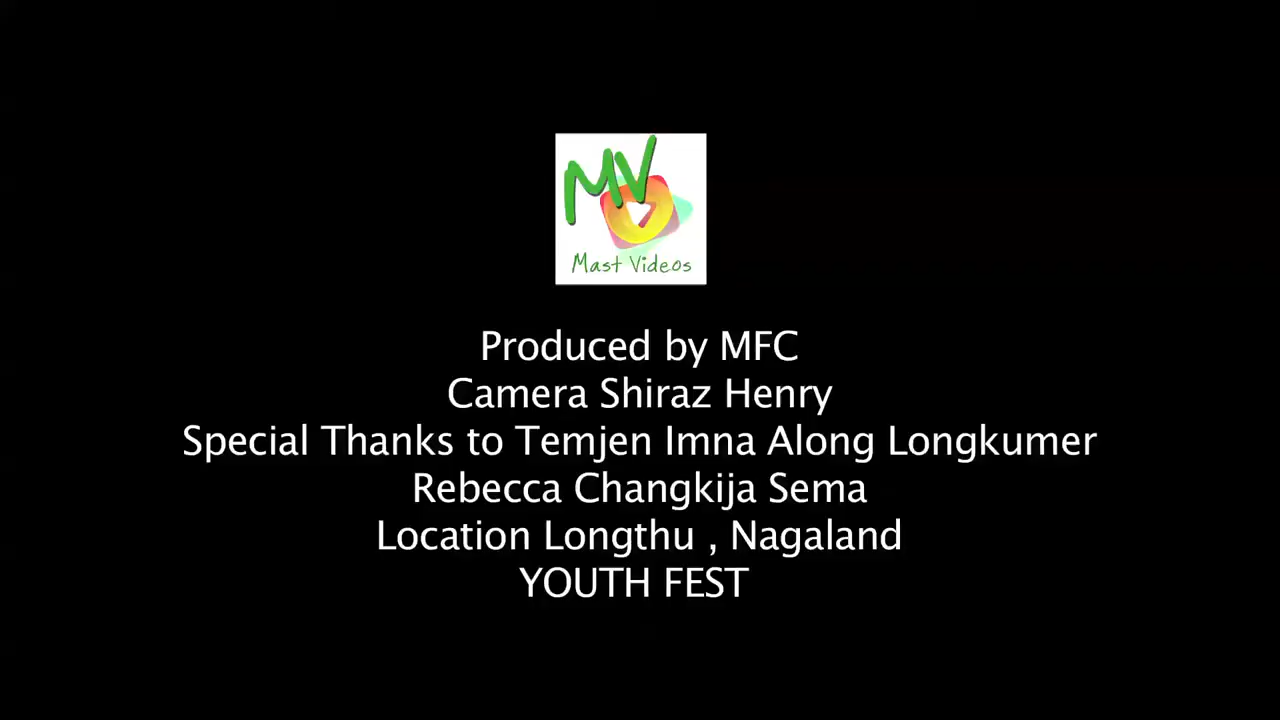 MV
Mast Videos
Produced by MFC
Camera Shiraz Henry
Special Thanks to Temjen Imna Along Longkumer
Rebecca Changkija Sema
Location Longthu , Nagaland
YOUTH FEST